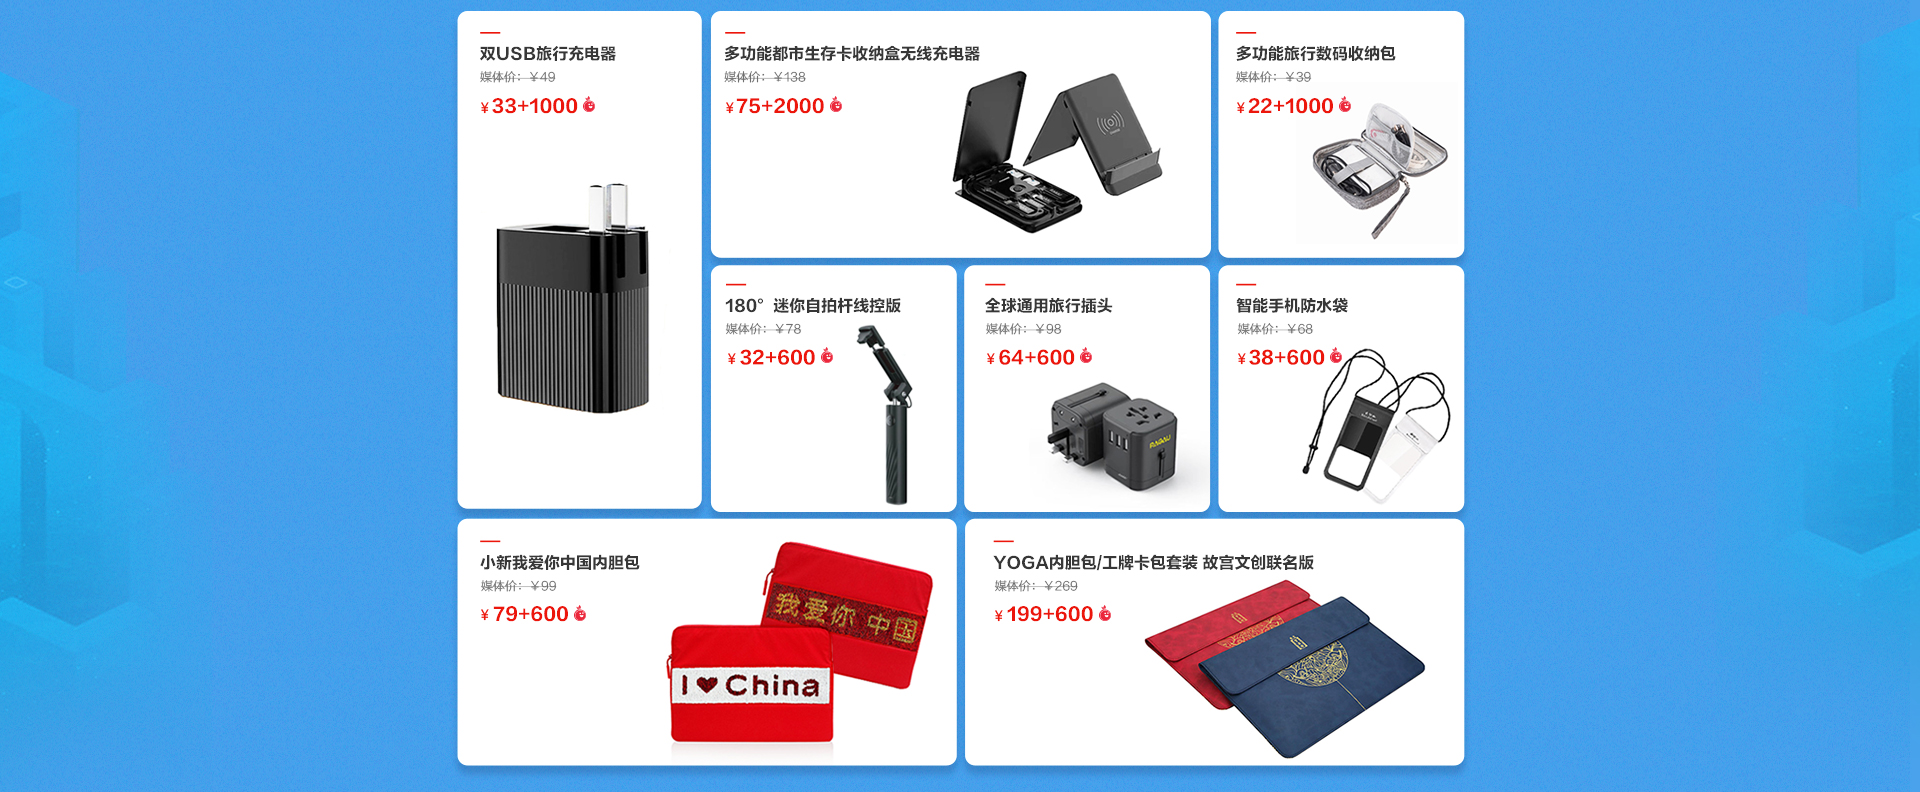 双USB旅行充电器
媒体价：￥49
￥33+1000
多功能都市生存卡收纳盒无线充电器
媒体价：￥138
￥75+2000
多功能旅行数码收纳包
媒体价：￥39
￥22+1000
180°迷你自拍杆线控版
媒体价：￥78
￥32+600
全球通用旅行插头
媒体价：￥98
￥64+600
智能手机防水袋
媒体价：￥68
￥38+600
小新我爱你中国内胆包
媒体价：￥99
￥79+600
我爱你 中国
I ❤ China
YOGA内胆包/工牌卡包套装 故宫文创联名版
媒体价：￥269
￥199+600